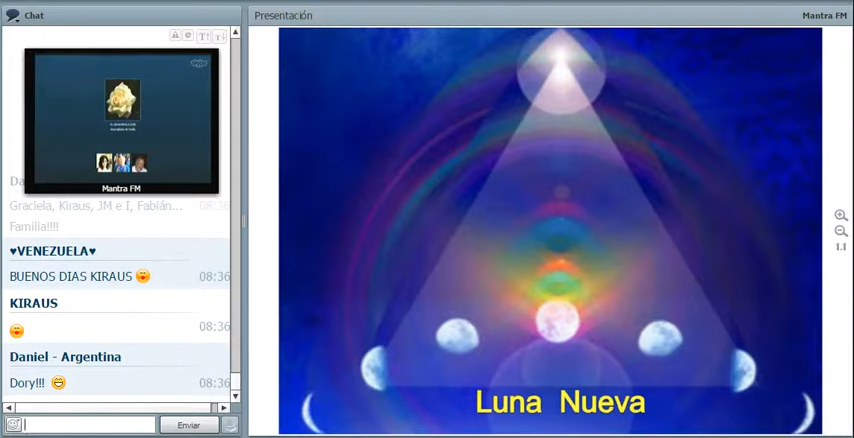 Chat
Mantra FM
Graciela, Kiraus, JM e I, Fabián... 08:36
Familia!!!!
♥VENEZUELA♥
BUENOS DIAS KIRAUS 08:36
KIRAUS
08:36
Daniel - Argentina
Dory!!! 08:36
Enviar
Presentación Mantra FM
Luna Nueva
1.1